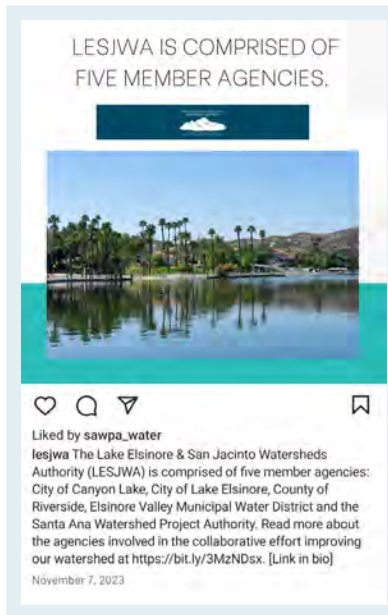 LESJWA IS COMPRISED OF
FIVE MEMBER AGENCIES.
Liked by sawpa_water
lesjwa The Lake Elsinore & San Jacinto Watersheds
Authority (LESJWA) is comprised of five member agencies:
City of Canyon Lake, City of Lake Elsinore, County of
Riverside, Elsinore Valley Municipal Water District and the
Santa Ana Watershed Project Authority. Read more about
the agencies involved in the collaborative effort improving
our watershed at https://bit.ly/3MzNDsx. [Link in bio]
November 7, 2023